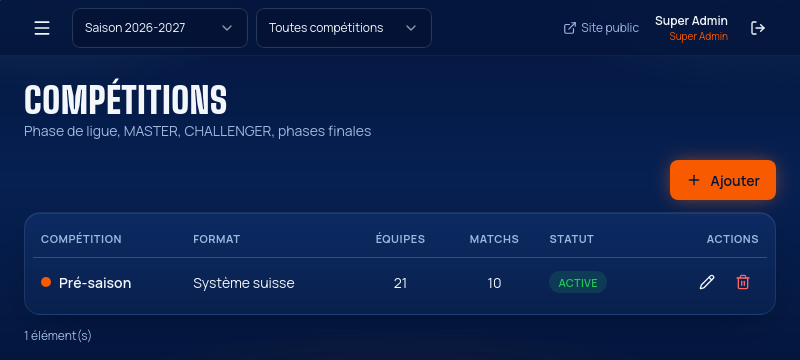 Saison 2026-2027
Toutes compétitions
Site public
Super Admin
Super Admin
COMPÉTITIONS
Phase de ligue, MASTER, CHALLENGER, phases finales
Ajouter
COMPÉTITION FORMAT ÉQUIPES MATCHS STATUT ACTIONS
Pré-saison Système suisse 21 10 ACTIVE
1 élément(s)